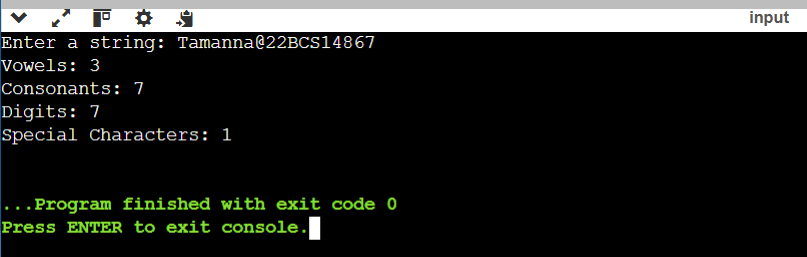 input
Enter a string: Tamanna@22BCS14867
Vowels: 3
Consonants: 7
Digits: 7
Special Characters: 1
...Program finished with exit code 0
Press ENTER to exit console.